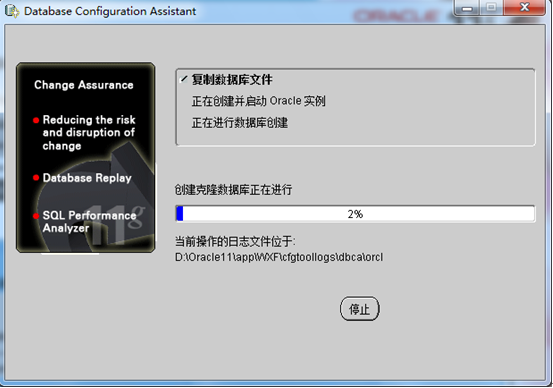 Database Configuration Assistant
ORACLE
Change Assurance
Reducing the risk
and disruption of
change
Database Replay
SQL Performance
Analyzer
11g
复制数据库文件
正在创建并启动 Oracle 实例
正在进行数据库创建
创建克隆数据库正在进行
2%
当前操作的日志文件位于:
D:\Oracle11\app\WXF\cfgtoollogs\dbca\orcl
停止